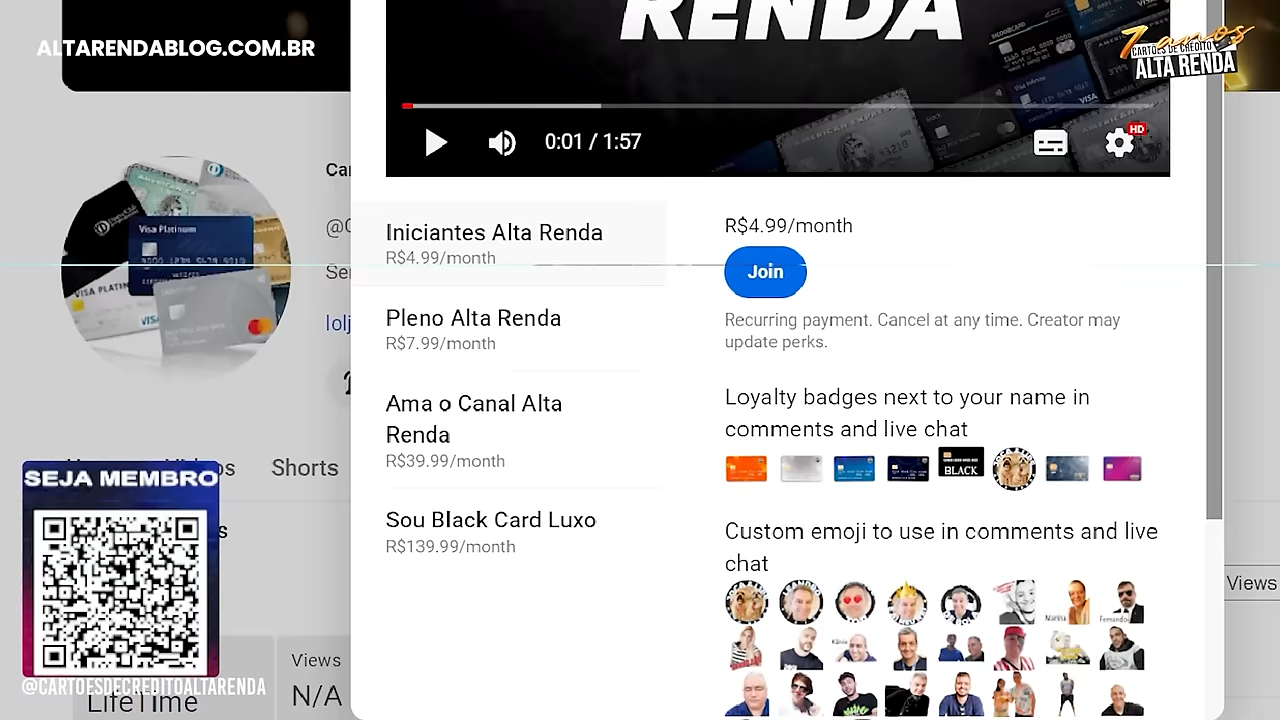 ALTARENDABLOG.COM.BR
RENDA
7 anos
CARTÕES DE CRÉDITO
ALTA RENDA
0:01 / 1:57
HD
Visa Platinum
VISA
Iniciantes Alta Renda
R$4.99/month
Pleno Alta Renda
R$7.99/month
Ama o Canal Alta
Renda
R$39.99/month
Sou Black Card Luxo
R$139.99/month
R$4.99/month
Join
Recurring payment. Cancel at any time. Creator may
update perks.
Loyalty badges next to your name in
comments and live chat
BLACK
Custom emoji to use in comments and live
chat
Shorts
SEJA MEMBRO
Views
Views
N/A
LifeTime
@CARTOESDECREDITOALTARENDA